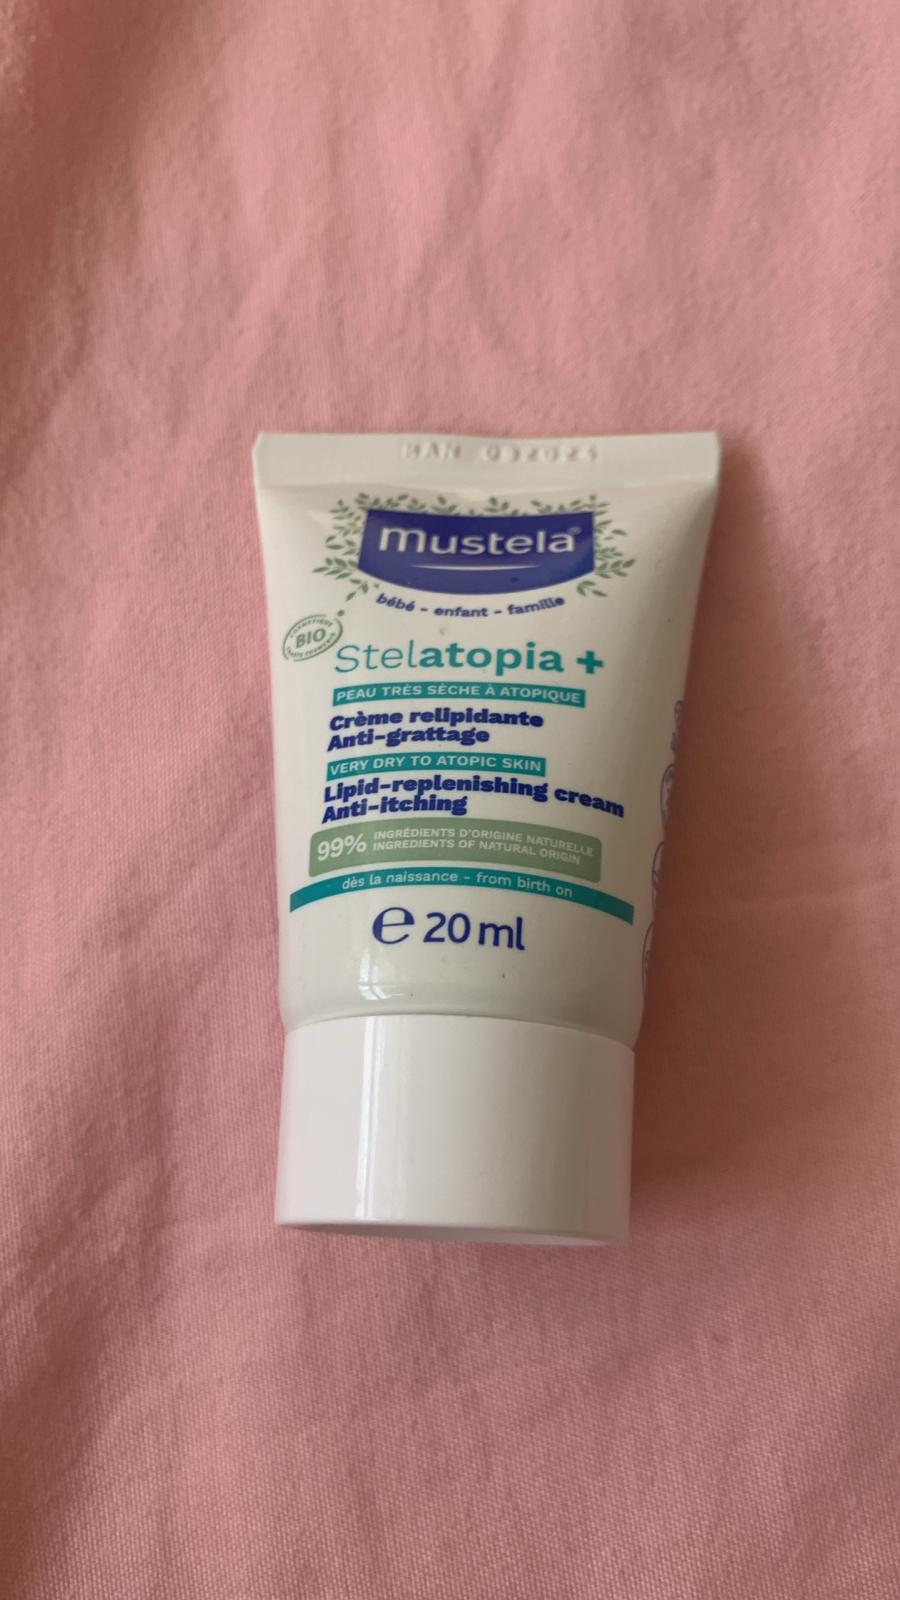 mustela®
bébé - enfant - famille
COSMÉTIQUE
BIO
Stelatopia +
PEAU TRÈS SÈCHE À ATOPIQUE
Crème relipidante
Anti-grattage
VERY DRY TO ATOPIC SKIN
Lipid-replenishing cream
Anti-itching
99% INGRÉDIENTS D'ORIGINE NATURELLE
INGREDIENTS OF NATURAL ORIGIN
dès la naissance - from birth on
e 20 ml